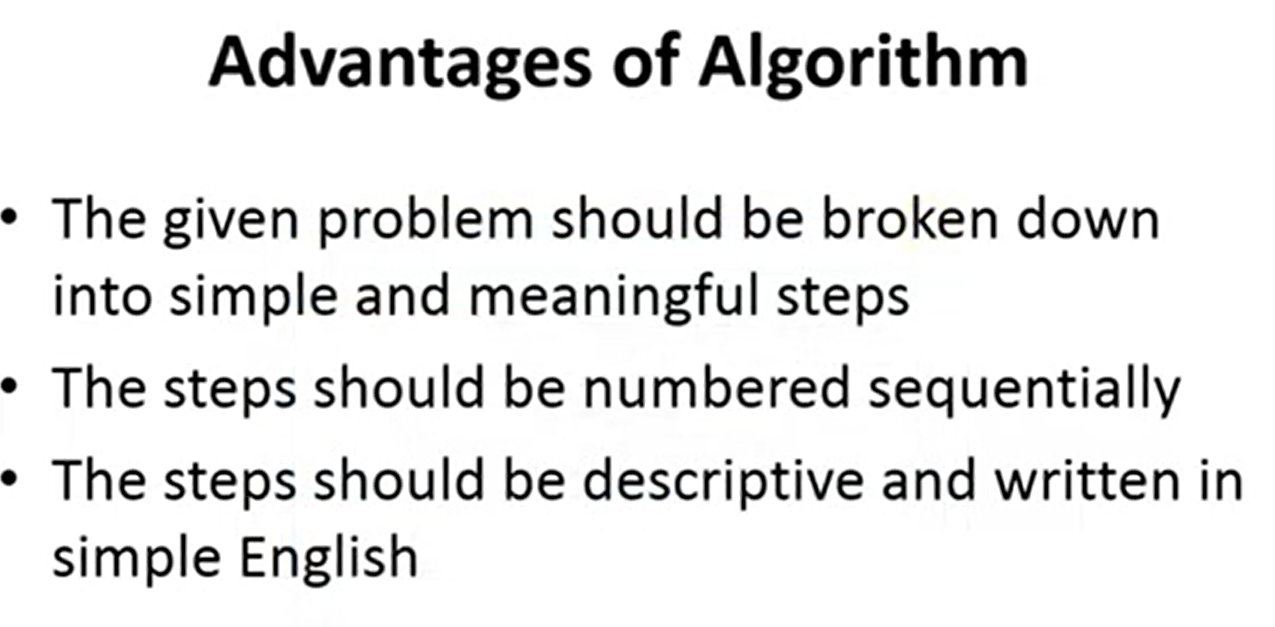 Advantages of Algorithm
• The given problem should be broken down
into simple and meaningful steps
• The steps should be numbered sequentially
• The steps should be descriptive and written in
simple English